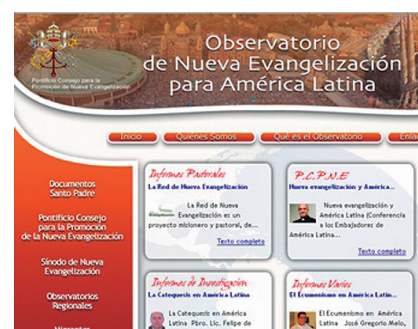 Observatorio
de Nueva Evangelización
para América Latina
Pontificio Consejo para la
Promoción de Nueva Evangelización
Inicio
Quiénes Somos
Qué es el Observatorio
Enla
Documentos
Santo Padre
Pontificio Consejo
para la Promoción
de la Nueva Evangelización
Sínodo de Nueva
Evangelización
Observatorios
Regionales
Migrantes
Informes Pastorales
La Red de Nueva Evangelización
La Red de Nueva
Evangelización es un
proyecto misionero y pastoral, de...
Texto completo
P.C.P.N.E
Nueva evangelización y América...
Nueva evangelización y
América Latina (Conferencia
a los Embajadores de
América Latina...
Texto completo
Informes de Investigacion
La Catequesis en América Latina
La Catequesis en América
Latina Pbro. Lic. Felipe de
Informes Varios
El Ecumenismo en América Latin...
El Ecumenismo en América
Latina José Gregorio Melo,